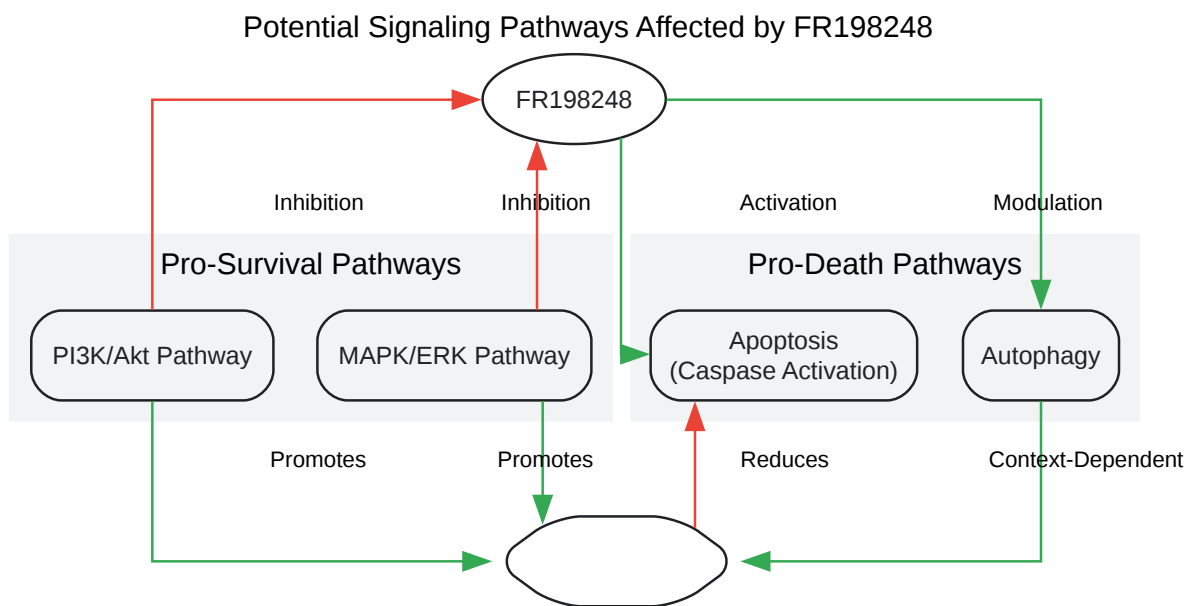 Potential Signaling Pathways Affected by FR198248
FR198248
Inhibition
Inhibition
Activation
Modulation
Pro-Survival Pathways
Pro-Death Pathways
PI3K/Akt Pathway
MAPK/ERK Pathway
Apoptosis
(Caspase Activation)
Autophagy
Promotes
Promotes
Reduces
Context-Dependent